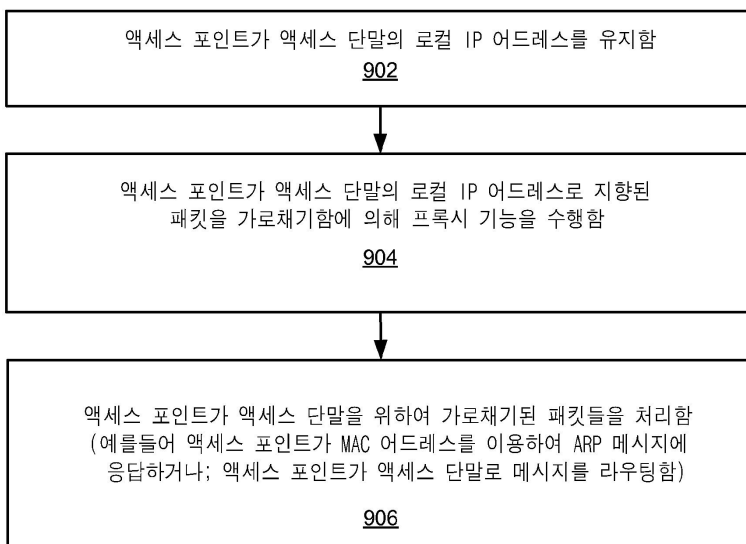 액세스 포인트가 액세스 단말의 로컬 IP 어드레스를 유지함
902
액세스 포인트가 액세스 단말의 로컬 IP 어드레스로 지향된
패킷을 가로채기함에 의해 프록시 기능을 수행함
904
액세스 포인트가 액세스 단말을 위하여 가로채기된 패킷들을 처리함
(예를들어 액세스 포인트가 MAC 어드레스를 이용하여 ARP 메시지에
응답하거나; 액세스 포인트가 액세스 단말로 메시지를 라우팅함)
906